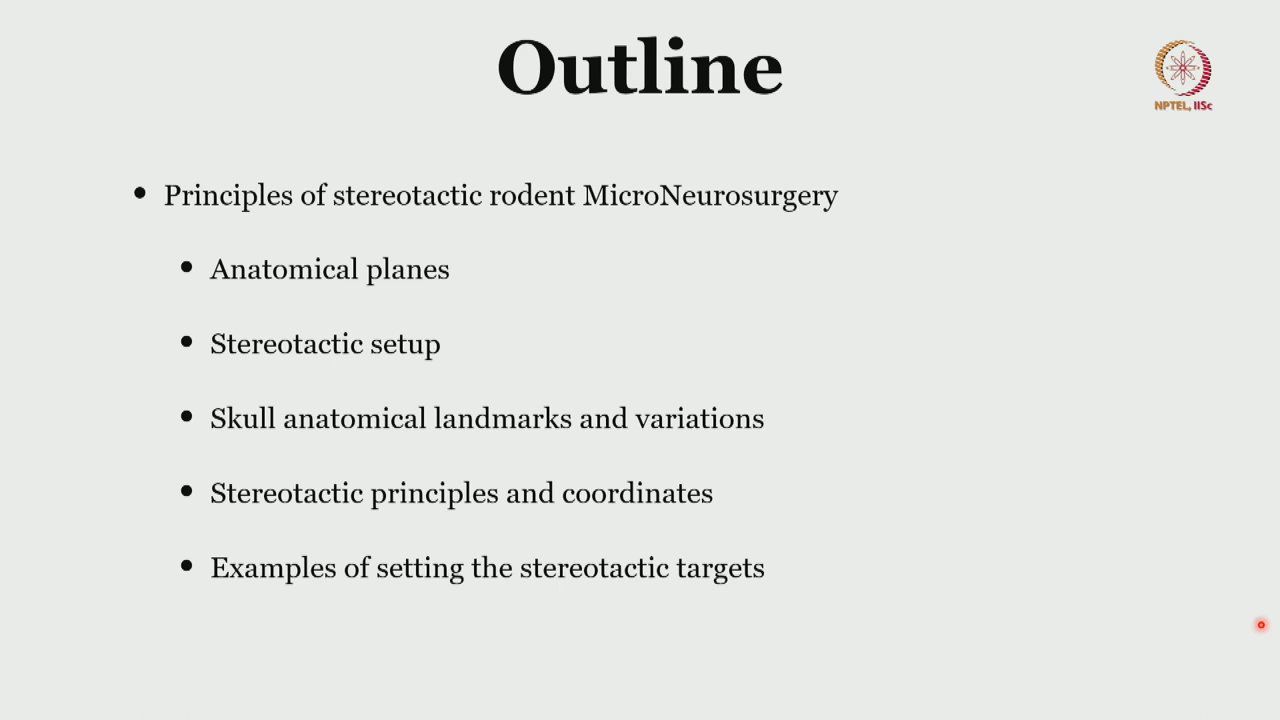 Outline
NPTEL, IISc
• Principles of stereotactic rodent MicroNeurosurgery
• Anatomical planes
• Stereotactic setup
• Skull anatomical landmarks and variations
• Stereotactic principles and coordinates
• Examples of setting the stereotactic targets